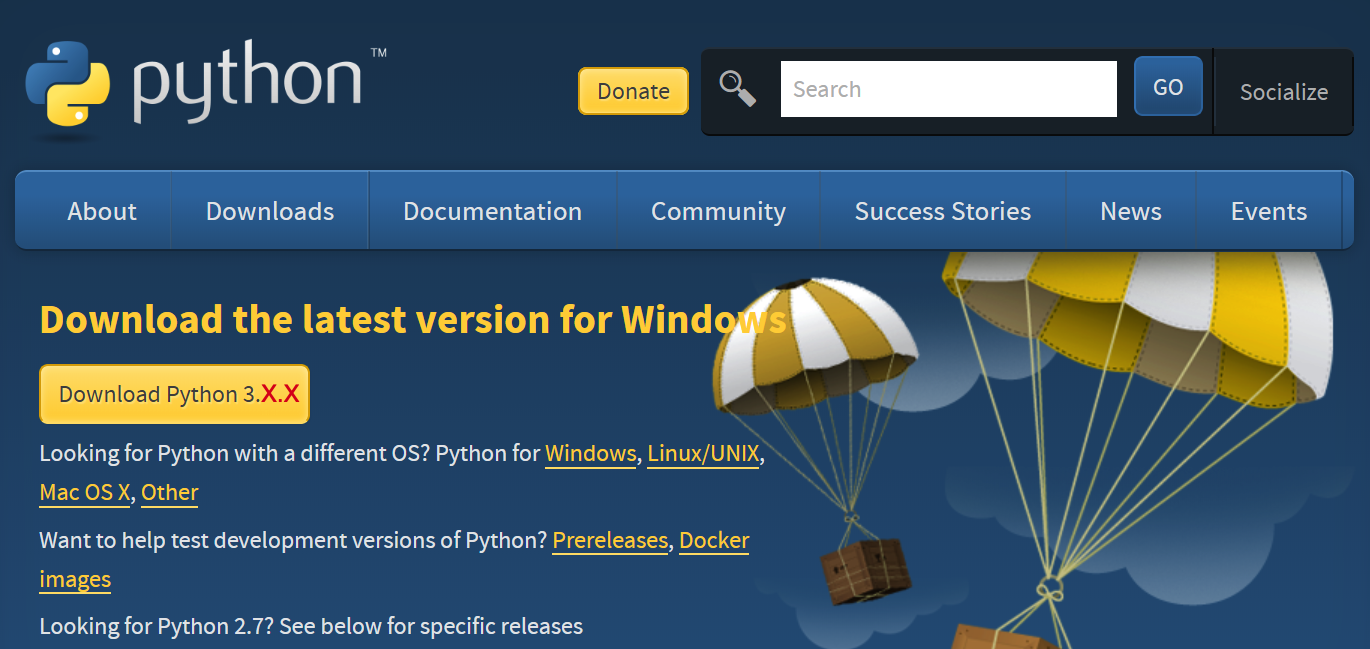 python™
Donate
Search
GO
Socialize
About
Downloads
Documentation
Community
Success Stories
News
Events
Download the latest version for Windows
Download Python 3.X.X
Looking for Python with a different OS? Python for Windows, Linux/UNIX,
Mac OS X, Other
Want to help test development versions of Python? Prereleases, Docker
images
Looking for Python 2.7? See below for specific releases